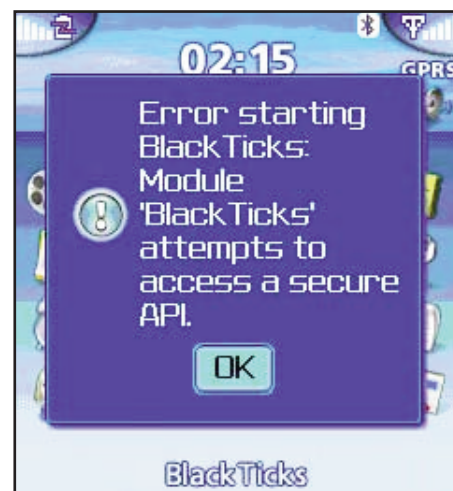 02:15
GPRS
Error starting
BlackTicks:
Module
'BlackTicks'
attempts to
access a secure
API.
OK
BlackTicks